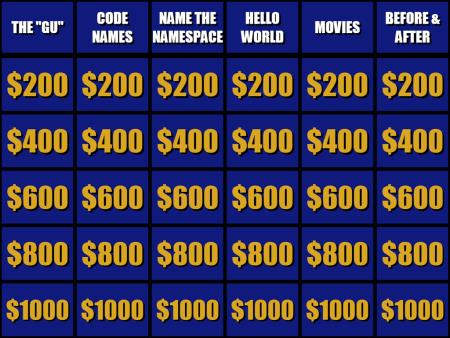 THE "GU" CODE NAMES NAME THE NAMESPACE HELLO WORLD MOVIES BEFORE & AFTER
$200 $200 $200 $200 $200 $200
$400 $400 $400 $400 $400 $400
$600 $600 $600 $600 $600 $600
$800 $800 $800 $800 $800 $800
$1000 $1000 $1000 $1000 $1000 $1000